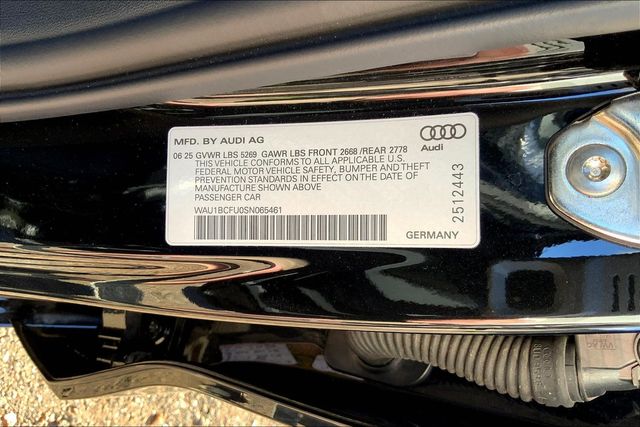 MFD. BY AUDI AG
Audi
06 25 GVWR LBS 5269 GAWR LBS FRONT 2668 /REAR 2778
THIS VEHICLE CONFORMS TO ALL APPLICABLE U.S.
FEDERAL MOTOR VEHICLE SAFETY, BUMPER AND THEFT
PREVENTION STANDARDS IN EFFECT ON THE DATE OF
MANUFACTURE SHOWN ABOVE
PASSENGER CAR
WAU1BCFU0SN065461
GERMANY
2512443